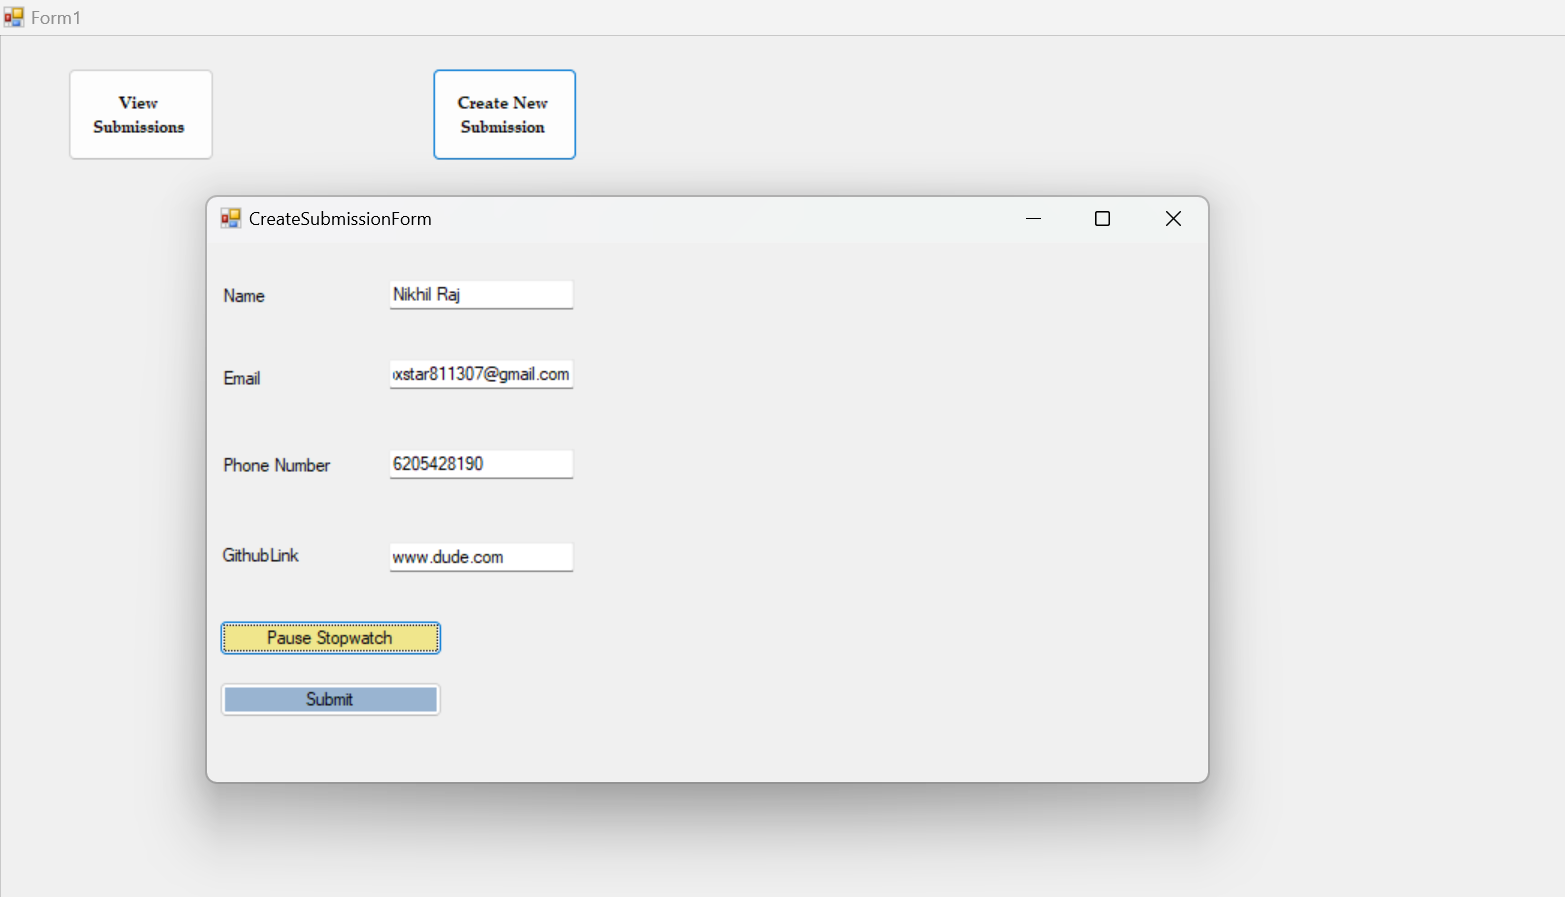 Form1
View
Submissions
Create New
Submission
CreateSubmissionForm
Name
Nikhil Raj
Email
xstar811307@gmail.com
Phone Number
6205428190
GithubLink
www.dude.com
Pause Stopwatch
Submit